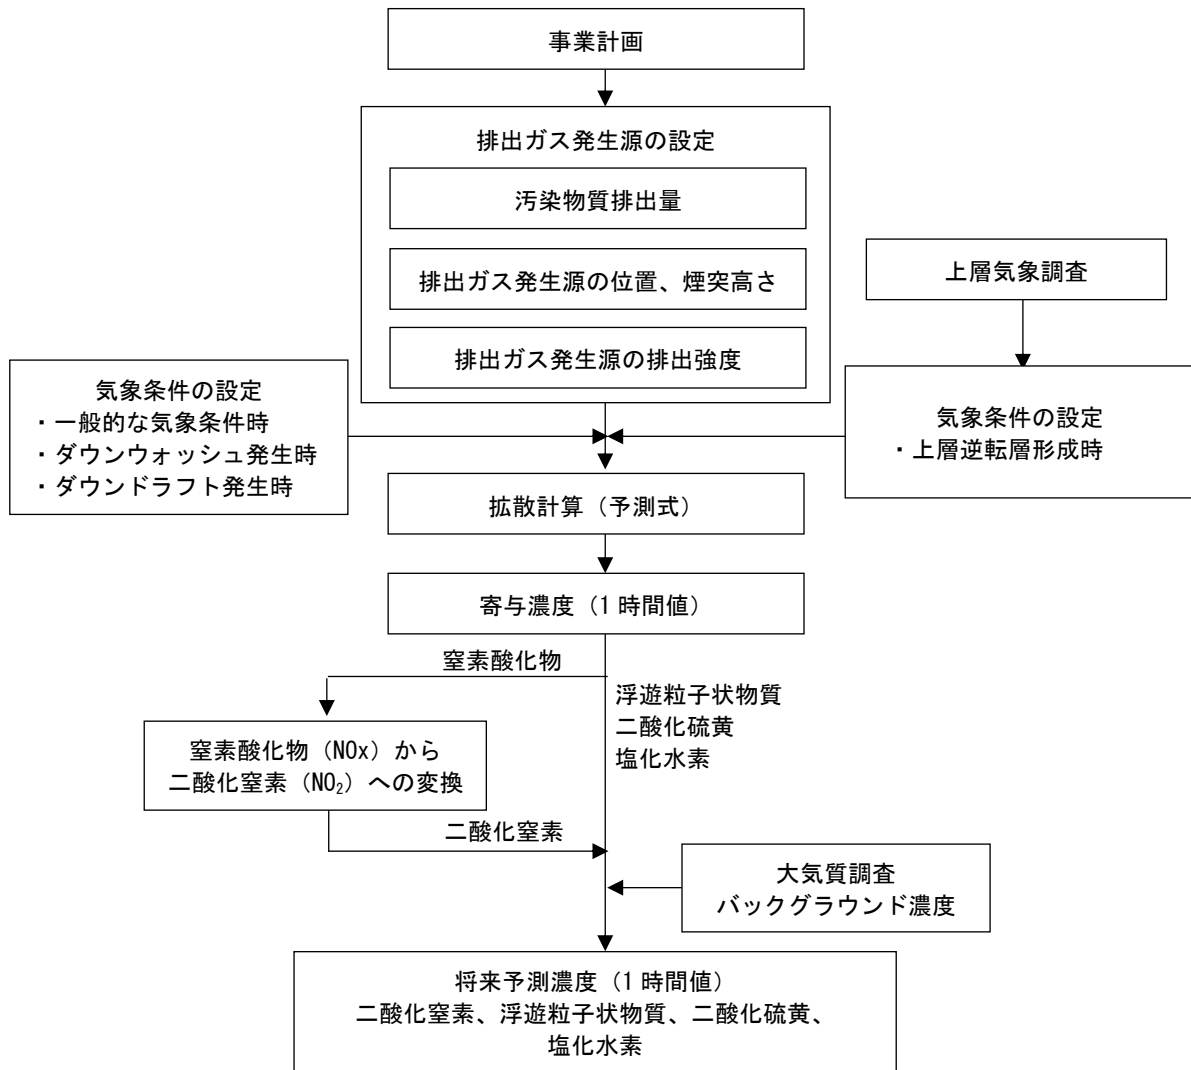 事業計画
排出ガス発生源の設定
汚染物質排出量
排出ガス発生源の位置、煙突高さ
排出ガス発生源の排出強度
上層気象調査
気象条件の設定
・一般的な気象条件時
・ダウンウォッシュ発生時
・ダウンドラフト発生時
気象条件の設定
・上層逆転層形成時
拡散計算（予測式）
寄与濃度（1時間値）
窒素酸化物
浮遊粒子状物質
二酸化硫黄
塩化水素
窒素酸化物（NOx）から
二酸化窒素（NO₂）への変換
二酸化窒素
大気質調査
バックグラウンド濃度
将来予測濃度（1時間値）
二酸化窒素、浮遊粒子状物質、二酸化硫黄、
塩化水素